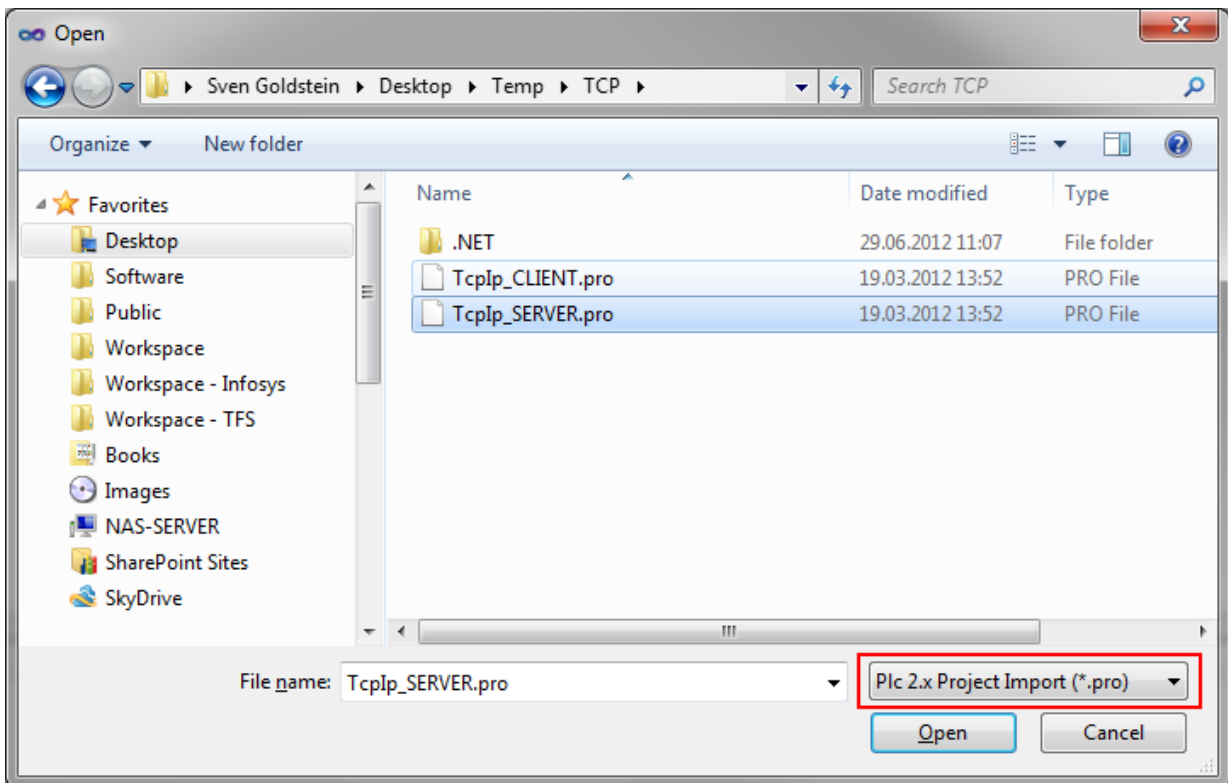 Open
Sven Goldstein Desktop Temp TCP
Search TCP
Organize New folder
Name Date modified Type
Favorites
Desktop
Software
Public
Workspace
Workspace - Infosys
Workspace - TFS
Books
Images
NAS-SERVER
SharePoint Sites
SkyDrive
.NET 29.06.2012 11:07 File folder
TcpIp_CLIENT.pro 19.03.2012 13:52 PRO File
TcpIp_SERVER.pro 19.03.2012 13:52 PRO File
File name: TcpIp_SERVER.pro Plc 2.x Project Import (*.pro)
Open Cancel